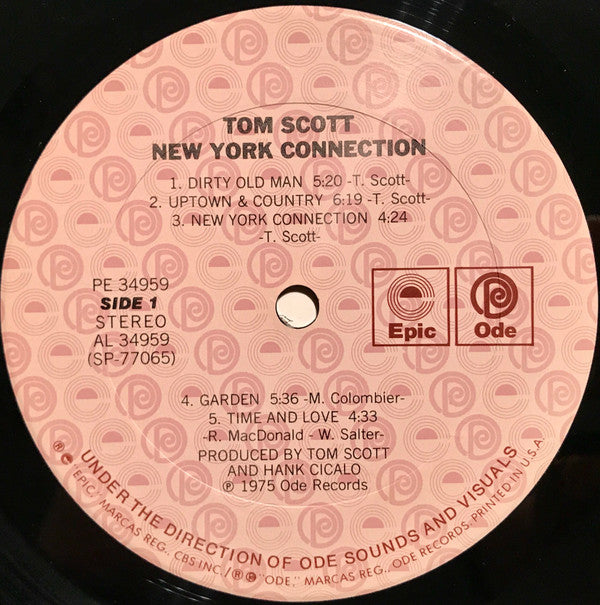 TOM SCOTT
NEW YORK CONNECTION
1. DIRTY OLD MAN 5:20 -T. Scott-
2. UPTOWN & COUNTRY 6:19 -T. Scott-
3. NEW YORK CONNECTION 4:24
-T. Scott-
PE 34959
SIDE 1
STEREO
AL 34959
(SP-77065)
Epic
Ode
4. GARDEN 5:36 -M. Colombier-
5. TIME AND LOVE 4:33
-R. MacDonald - W. Salter-
PRODUCED BY TOM SCOTT
AND HANK CICALO
℗ 1975 Ode Records
UNDER THE DIRECTION OF ODE SOUNDS AND VISUALS
"EPIC," MARCAS REG., CBS INC./ "ODE," MARCAS REG., ODE RECORDS, PRINTED IN U.S.A.